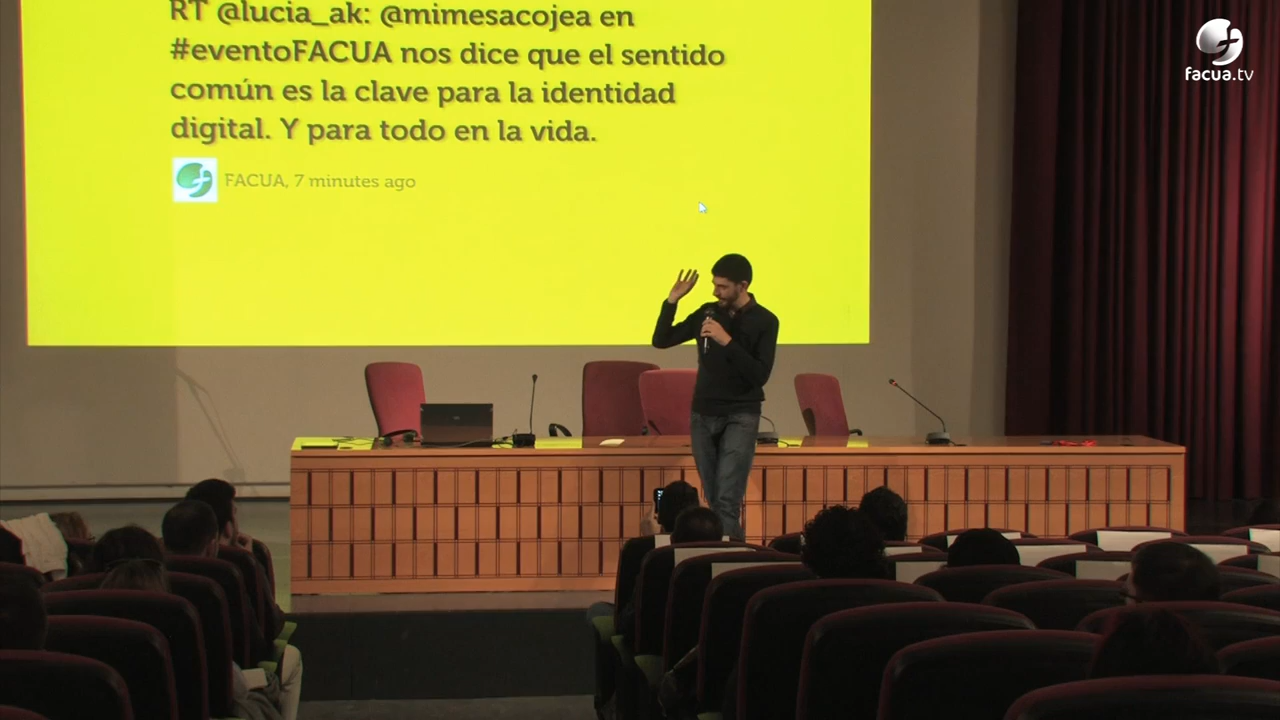 RT @lucia_ak: @mimesacojea en
#eventoFACUA nos dice que el sentido
común es la clave para la identidad
digital. Y para todo en la vida.
FACUA, 7 minutes ago
facua.tv